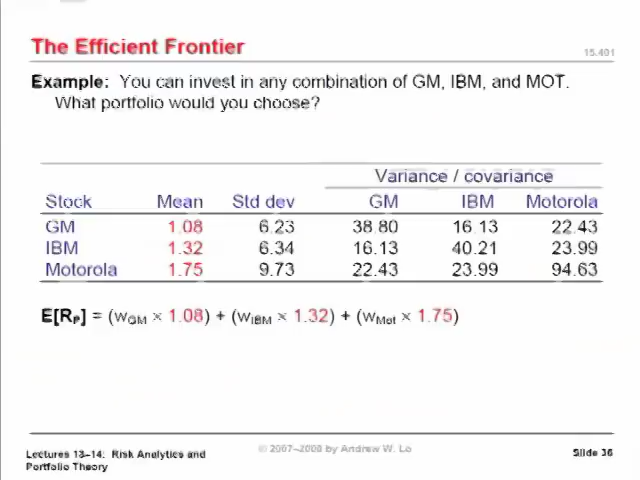 The Efficient Frontier
15.401
Example: You can invest in any combination of GM, IBM, and MOT.
What portfolio would you choose?
Variance / covariance
Stock Mean Std dev GM IBM Motorola
GM 1.08 6.23 38.80 16.13 22.43
IBM 1.32 6.34 16.13 40.21 23.99
Motorola 1.75 9.73 22.43 23.99 94.63
E[RP] = (wGM × 1.08) + (wIBM × 1.32) + (wMot × 1.75)
Lectures 13–14: Risk Analytics and
Portfolio Theory
© 2007–2008 by Andrew W. Lo
Slide 36